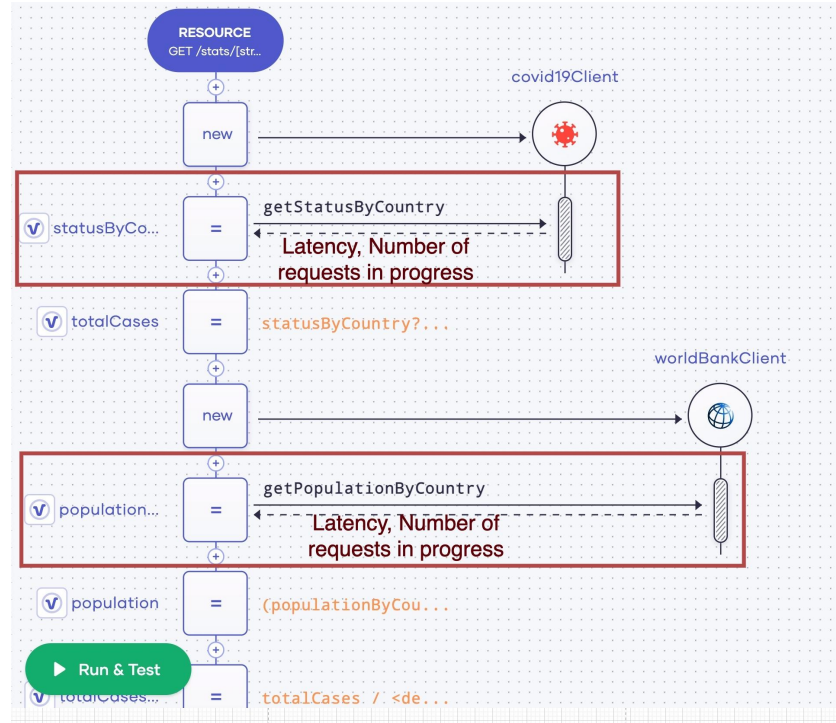 RESOURCE
GET /stats/[str...
covid19Client
new
statusByCo...
=
getStatusByCountry
Latency, Number of
requests in progress
totalCases
=
statusByCountry?...
worldBankClient
new
population...
=
getPopulationByCountry
Latency, Number of
requests in progress
population
=
(populationByCou...
Run & Test
totalCases...
=
totalCases / <de...